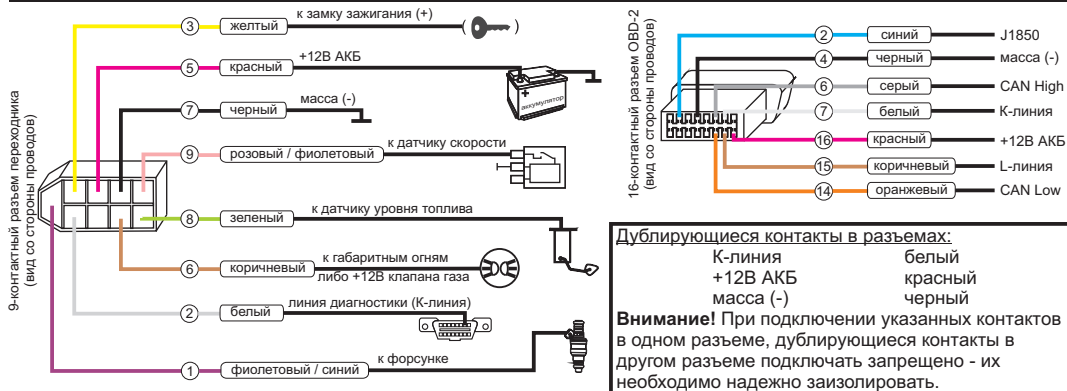 9-контактный разъем переходника
(вид со стороны проводов)
3 желтый к замку зажигания (+)
5 красный +12В АКБ
аккумулятор
7 черный масса (-)
9 розовый / фиолетовый к датчику скорости
8 зеленый к датчику уровня топлива
6 коричневый к габаритным огням
либо +12В клапана газа
2 белый линия диагностики (К-линия)
1 фиолетовый / синий к форсунке
16-контактный разъем OBD-2
(вид со стороны проводов)
2 синий J1850
4 черный масса (-)
6 серый CAN High
7 белый К-линия
16 красный +12В АКБ
15 коричневый L-линия
14 оранжевый CAN Low
Дублирующиеся контакты в разъемах:
К-линия белый
+12В АКБ красный
масса (-) черный
Внимание! При подключении указанных контактов
в одном разъеме, дублирующиеся контакты в
другом разъеме подключать запрещено - их
необходимо надежно заизолировать.